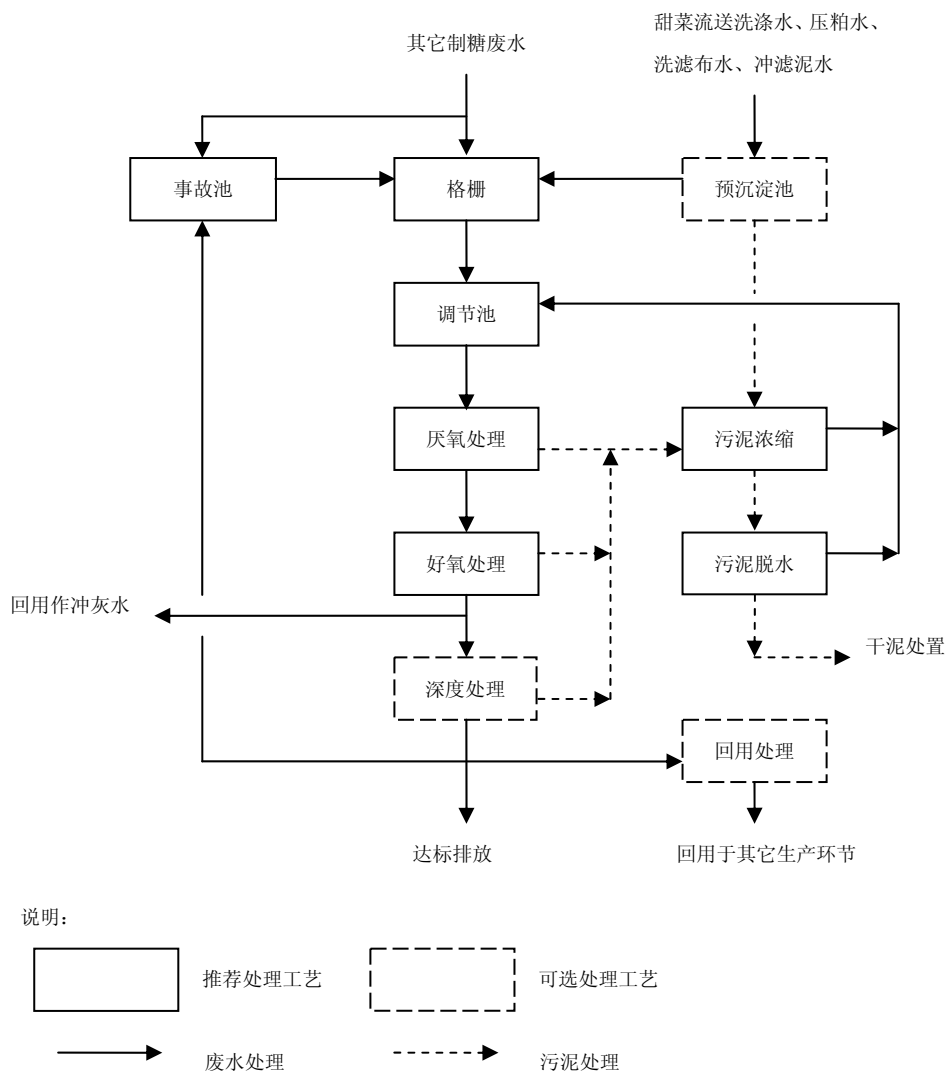 其它制糖废水
甜菜流送洗涤水、压粕水、
洗滤布水、冲滤泥水
事故池
格栅
预沉淀池
调节池
厌氧处理
污泥浓缩
好氧处理
污泥脱水
回用作冲灰水
干泥处置
深度处理
回用处理
达标排放
回用于其它生产环节
说明：
推荐处理工艺
可选处理工艺
废水处理
污泥处理